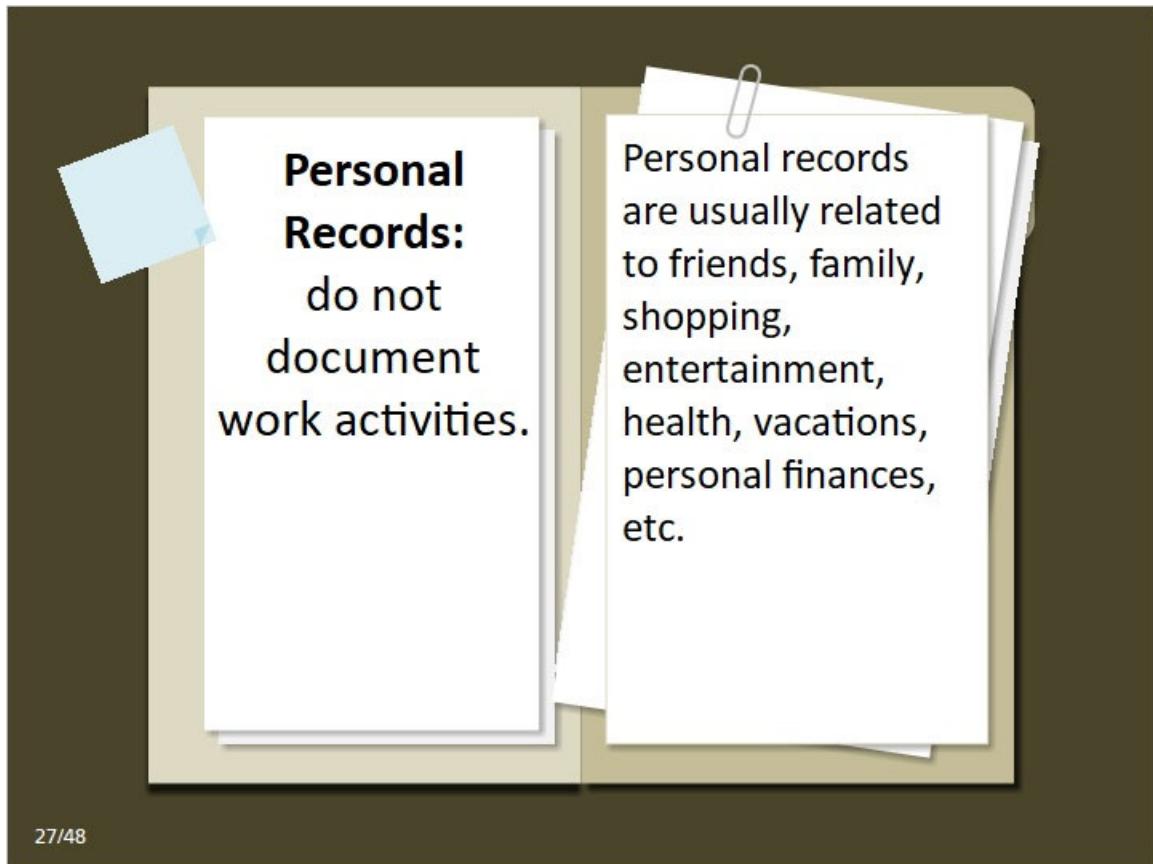 Personal
Records:
do not
document
work activities.
Personal records
are usually related
to friends, family,
shopping,
entertainment,
health, vacations,
personal finances,
etc.
27/48